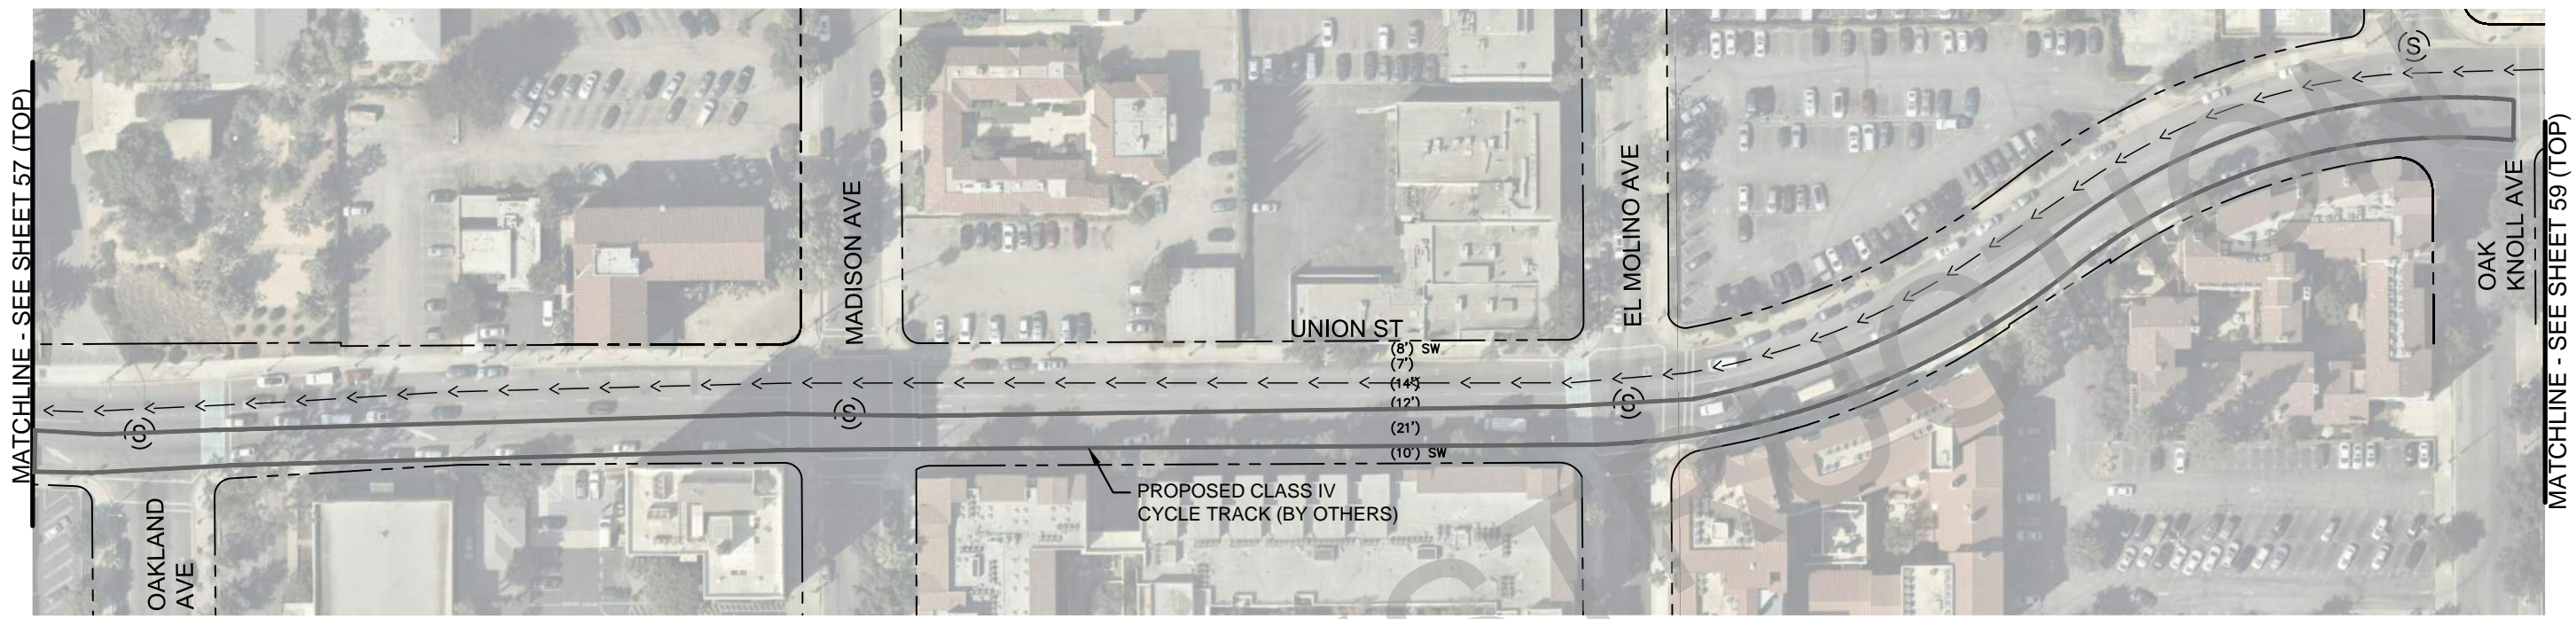 MATCHLINE - SEE SHEET 57 (TOP)
OAKLAND
AVE
MADISON AVE
UNION ST
(8') SW
(7')
(14')
(12')
(21')
(10') SW
PROPOSED CLASS IV
CYCLE TRACK (BY OTHERS)
EL MOLINO AVE
(S)
OAK
KNOLL AVE
MATCHLINE - SEE SHEET 59 (TOP)